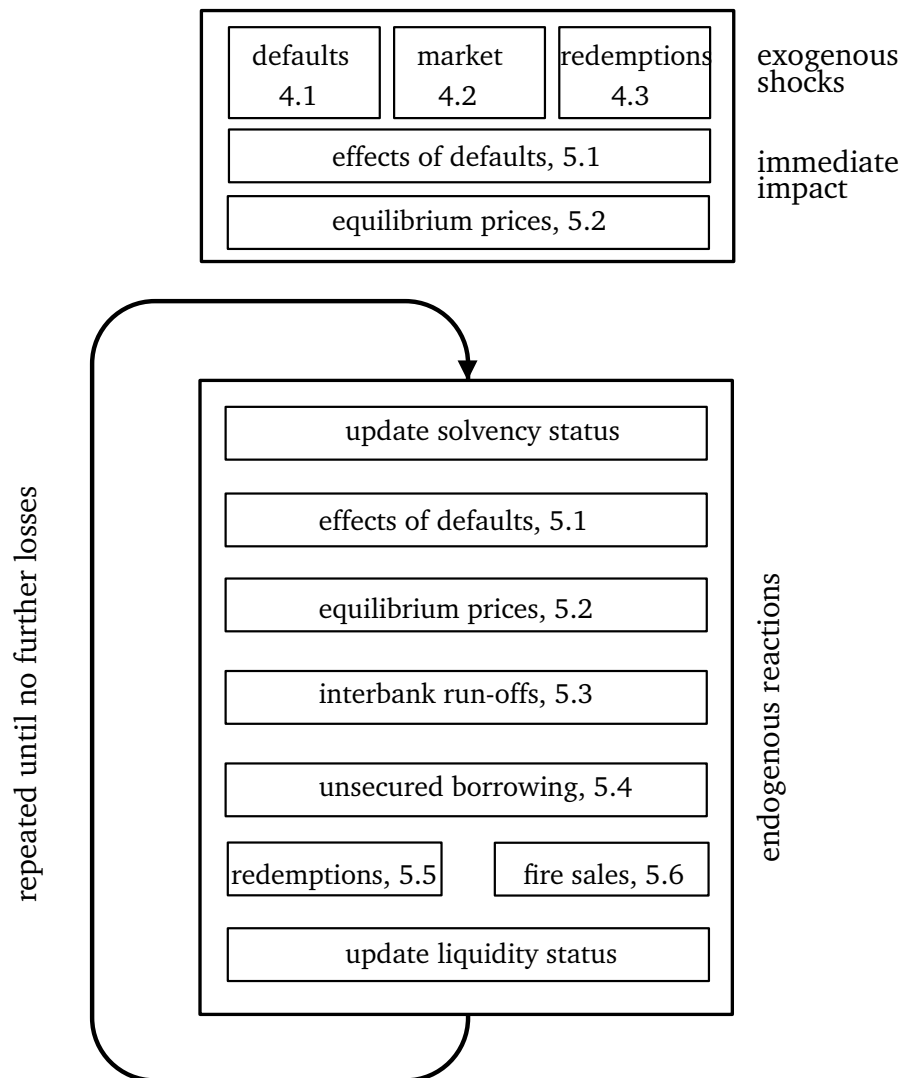 defaults
4.1
market
4.2
redemptions
4.3
exogenous
shocks
effects of defaults, 5.1
immediate
impact
equilibrium prices, 5.2
repeated until no further losses
update solvency status
effects of defaults, 5.1
equilibrium prices, 5.2
interbank run-offs, 5.3
unsecured borrowing, 5.4
redemptions, 5.5
fire sales, 5.6
update liquidity status
endogenous reactions